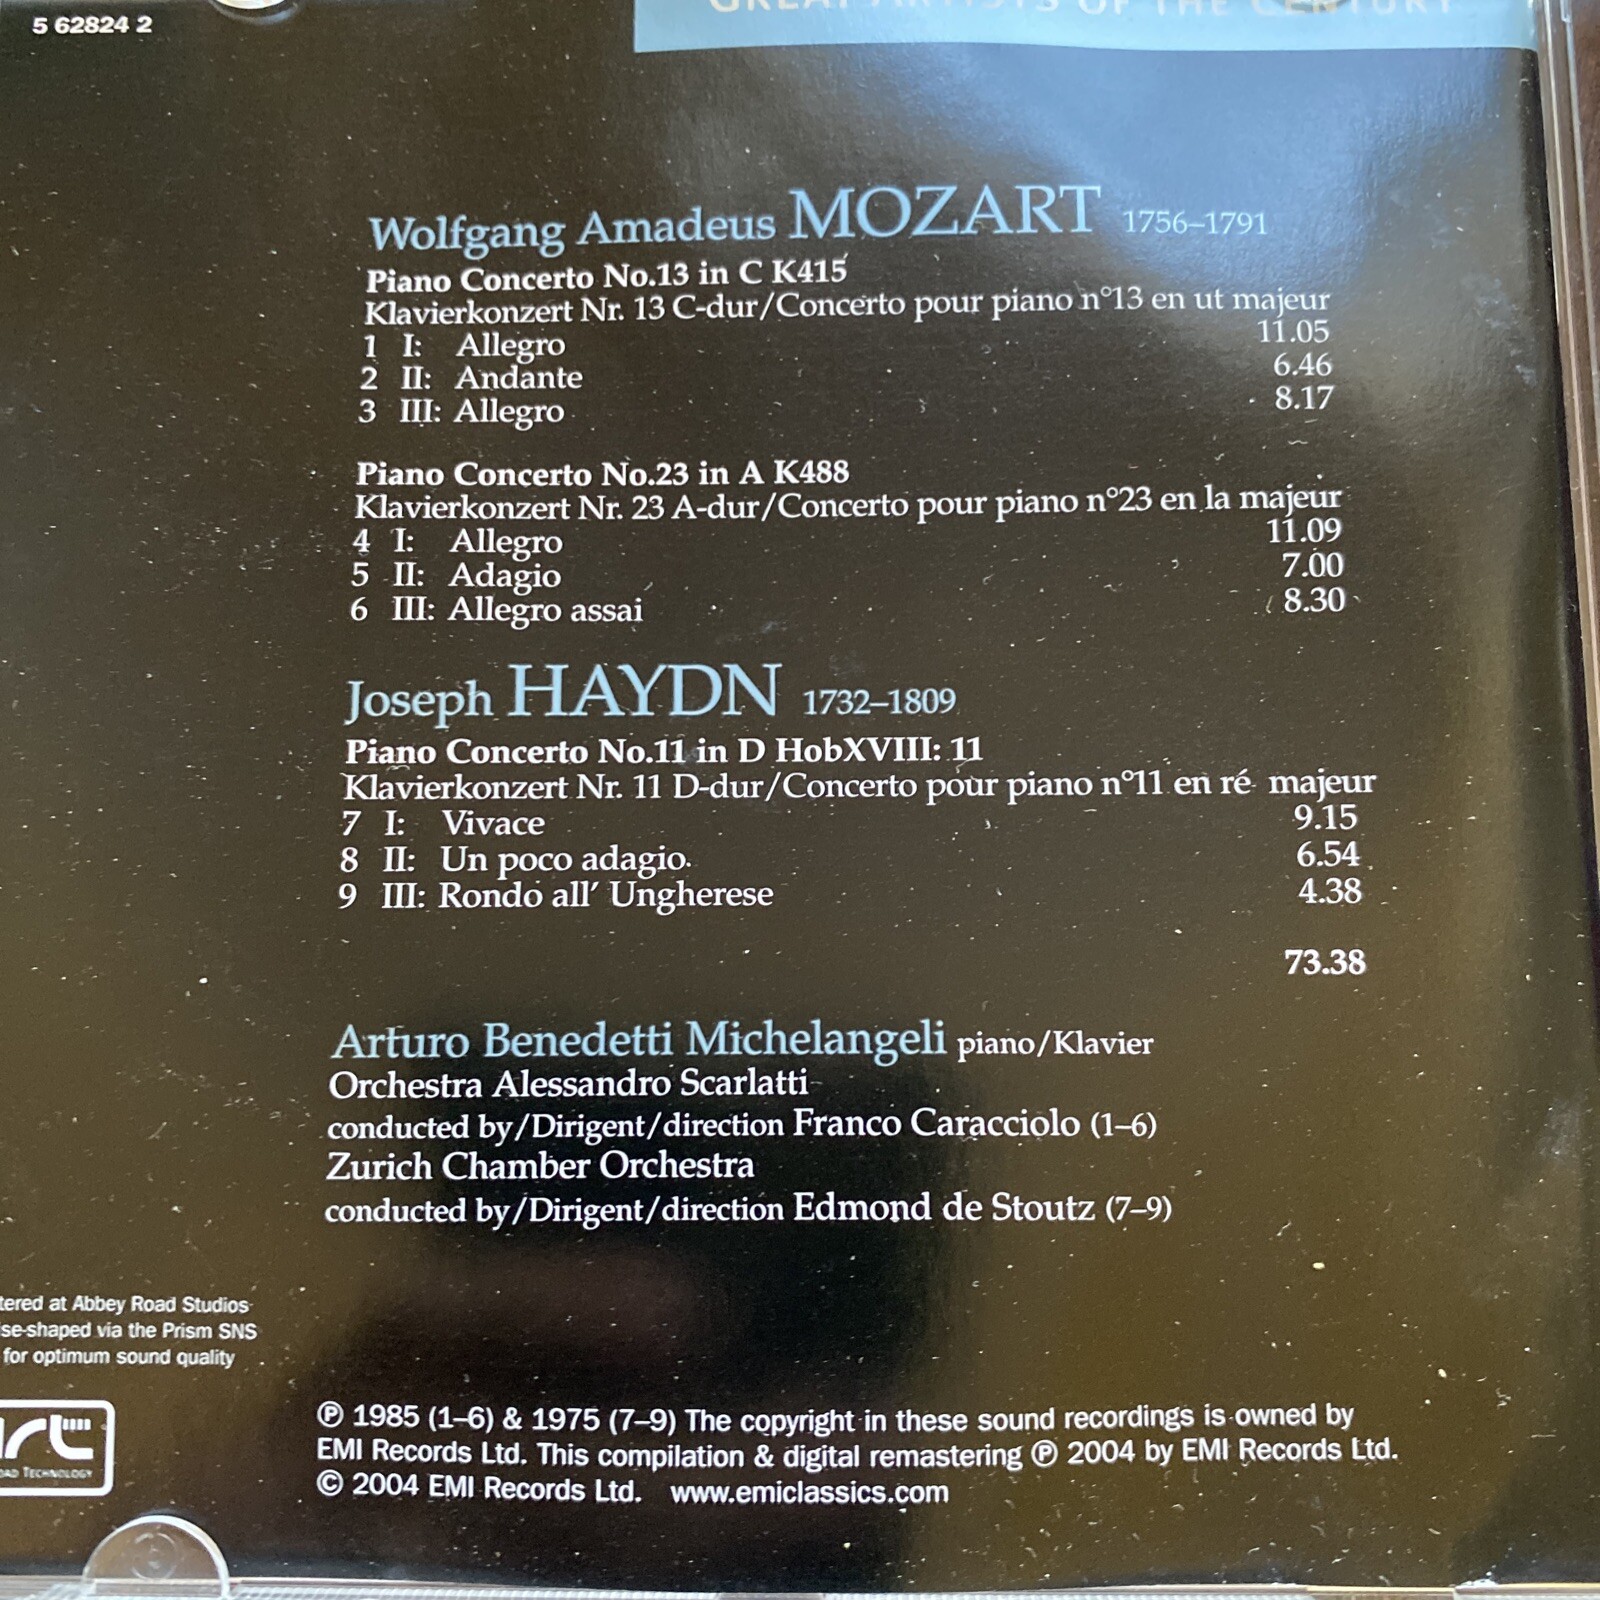 5 62824 2
GREAT ARTISTS OF THE CENTURY
Wolfgang Amadeus MOZART 1756–1791
Piano Concerto No.13 in C K415
Klavierkonzert Nr. 13 C-dur/Concerto pour piano n°13 en ut majeur
1 I: Allegro 11.05
2 II: Andante 6.46
3 III: Allegro 8.17
Piano Concerto No.23 in A K488
Klavierkonzert Nr. 23 A-dur/Concerto pour piano n°23 en la majeur
4 I: Allegro 11.09
5 II: Adagio 7.00
6 III: Allegro assai 8.30
Joseph HAYDN 1732–1809
Piano Concerto No.11 in D HobXVIII: 11
Klavierkonzert Nr. 11 D-dur/Concerto pour piano n°11 en ré majeur
7 I: Vivace 9.15
8 II: Un poco adagio 6.54
9 III: Rondo all' Ungherese 4.38
73.38
Arturo Benedetti Michelangeli piano/Klavier
Orchestra Alessandro Scarlatti
conducted by/Dirigent/direction Franco Caracciolo (1–6)
Zurich Chamber Orchestra
conducted by/Dirigent/direction Edmond de Stoutz (7–9)
tered at Abbey Road Studios
se-shaped via the Prism SNS
for optimum sound quality
art
OAD TECHNOLOGY
℗ 1985 (1–6) & 1975 (7–9) The copyright in these sound recordings is owned by
EMI Records Ltd. This compilation & digital remastering ℗ 2004 by EMI Records Ltd.
© 2004 EMI Records Ltd. www.emiclassics.com